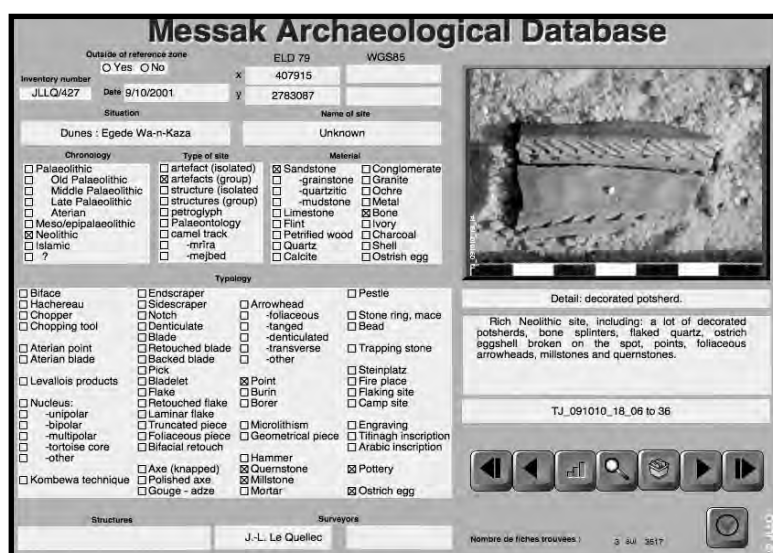 Messak Archaeological Database
Outside of reference zone
Yes No
ELD 79 WGS85
Inventory number
JLLQ/427
Date 9/10/2001
x 407915
y 2783087
Situation
Name of site
Dunes : Egede Wa-n-Kaza
Unknown
Chronology
Palaeolithic
Old Palaeolithic
Middle Palaeolithic
Late Palaeolithic
Aterian
Meso/epipalaeolithic
Neolithic
Islamic
?
Type of site
artefact (isolated)
artefacts (group)
structure (isolated
structures (group)
petroglyph
Palaeontology
camel track
-mrira
-mejbed
Material
Sandstone
-grainstone
-quartzitic
-mudstone
Limestone
Flint
Petrified wood
Quartz
Calcite
Conglomerate
Granite
Ochre
Metal
Bone
Ivory
Charcoal
Shell
Ostrish egg
Typology
Biface
Hachereau
Chopper
Chopping tool
Aterian point
Aterian blade
Levallois products
Nucleus:
-unipolar
-bipolar
-multipolar
-tortoise core
-other
Kombewa technique
Endscraper
Sidescraper
Notch
Denticulate
Blade
Retouched blade
Backed blade
Pick
Bladelet
Flake
Retouched flake
Laminar flake
Truncated piece
Foliaceous piece
Bifacial retouch
Axe (knapped)
Polished axe
Gouge - adze
Arrowhead
-foliaceous
-tanged
-denticulated
-transverse
-other
Point
Burin
Borer
Microlithism
Geometrical piece
Hammer
Quernstone
Millstone
Mortar
Pestle
Stone ring, mace
Bead
Trapping stone
Steinplatz
Fire place
Flaking site
Camp site
Engraving
Tifinagh inscription
Arabic inscription
Pottery
Ostrich egg
Structures
Surveyors
J.-L. Le Quellec
Detail: decorated potsherd.
Rich Neolithic site, including: a lot of decorated
potsherds, bone splinters, flaked quartz, ostrich
eggshell broken on the spot, points, foliaceous
arrowheads, millstones and quernstones.
TJ_091010_18_06 to 36
Nombre de fiches trouvées : 3 sur 3517